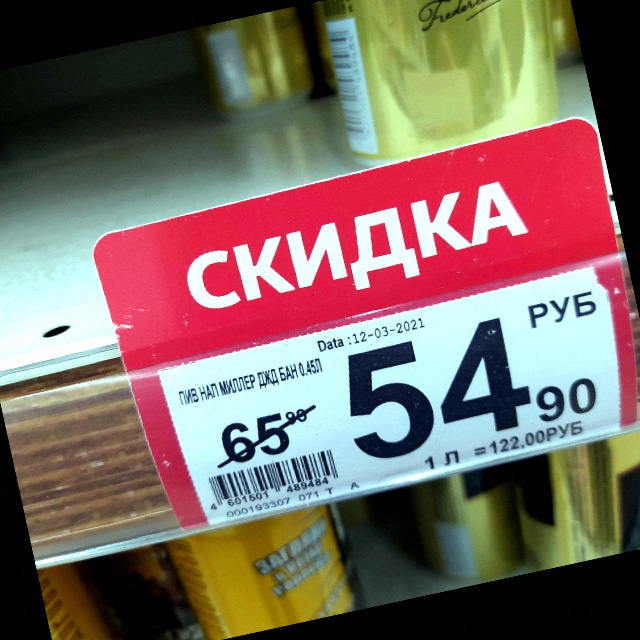 Frederic
СКИДКА
Data :12-03-2021
РУБ
ПИВ НАП МИЛЛЕР ДЖД БАН 0.45Л
65 90
54 90
1 Л =122,00РУБ
4 601501 489484
000193307 071 Т А